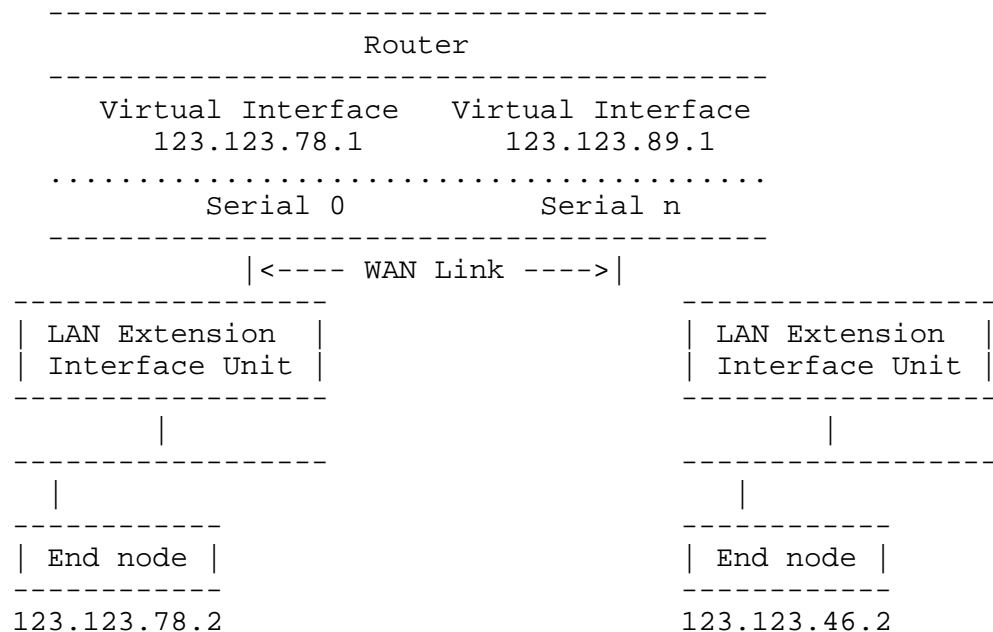 Router
Virtual Interface Virtual Interface
123.123.78.1 123.123.89.1
Serial 0 Serial n
|<---- WAN Link ---->|
LAN Extension LAN Extension
Interface Unit Interface Unit
End node End node
123.123.78.2 123.123.46.2